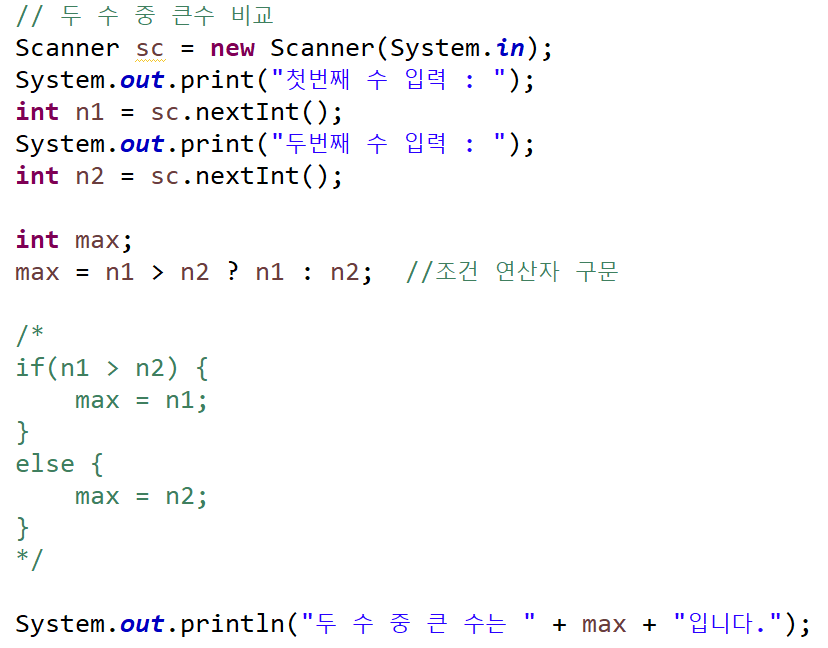 // 두 수 중 큰수 비교
Scanner sc = new Scanner(System.in);
System.out.print("첫번째 수 입력 : ");
int n1 = sc.nextInt();
System.out.print("두번째 수 입력 : ");
int n2 = sc.nextInt();

int max;
max = n1 > n2 ? n1 : n2;  //조건 연산자 구문

/*
if(n1 > n2) {
    max = n1;
}
else {
    max = n2;
}
*/

System.out.println("두 수 중 큰 수는 " + max + "입니다.");